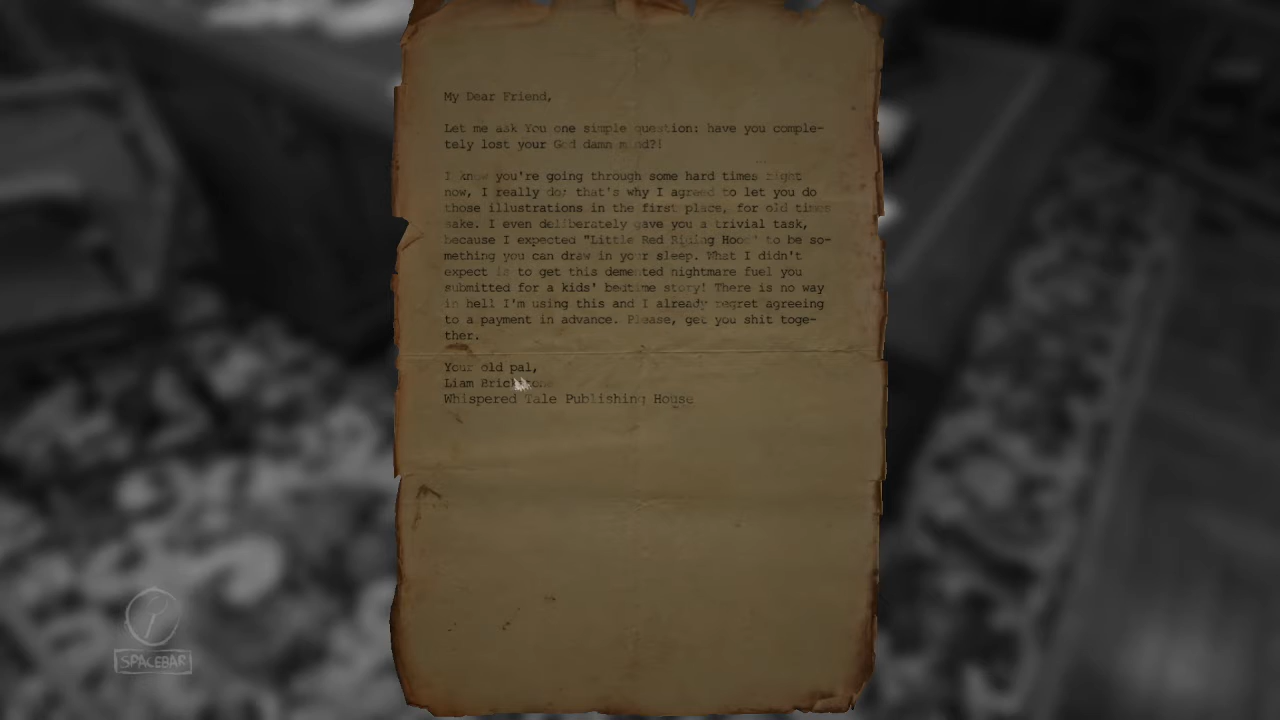 My Dear Friend,
Let me ask You one simple question: have you comple-
tely lost your God damn mind?!
I know you're going through some hard times right
now, I really do; that's why I agreed to let you do
those illustrations in the first place, for old times
sake. I even deliberately gave you a trivial task,
because I expected "Little Red Riding Hood" to be so-
mething you can draw in your sleep. What I didn't
expect is to get this demented nightmare fuel you
submitted for a kids' bedtime story! There is no way
in hell I'm using this and I already regret agreeing
to a payment in advance. Please, get you shit toge-
ther.
Your old pal,
Liam
Whispered Tale Publishing House
SPACEBAR